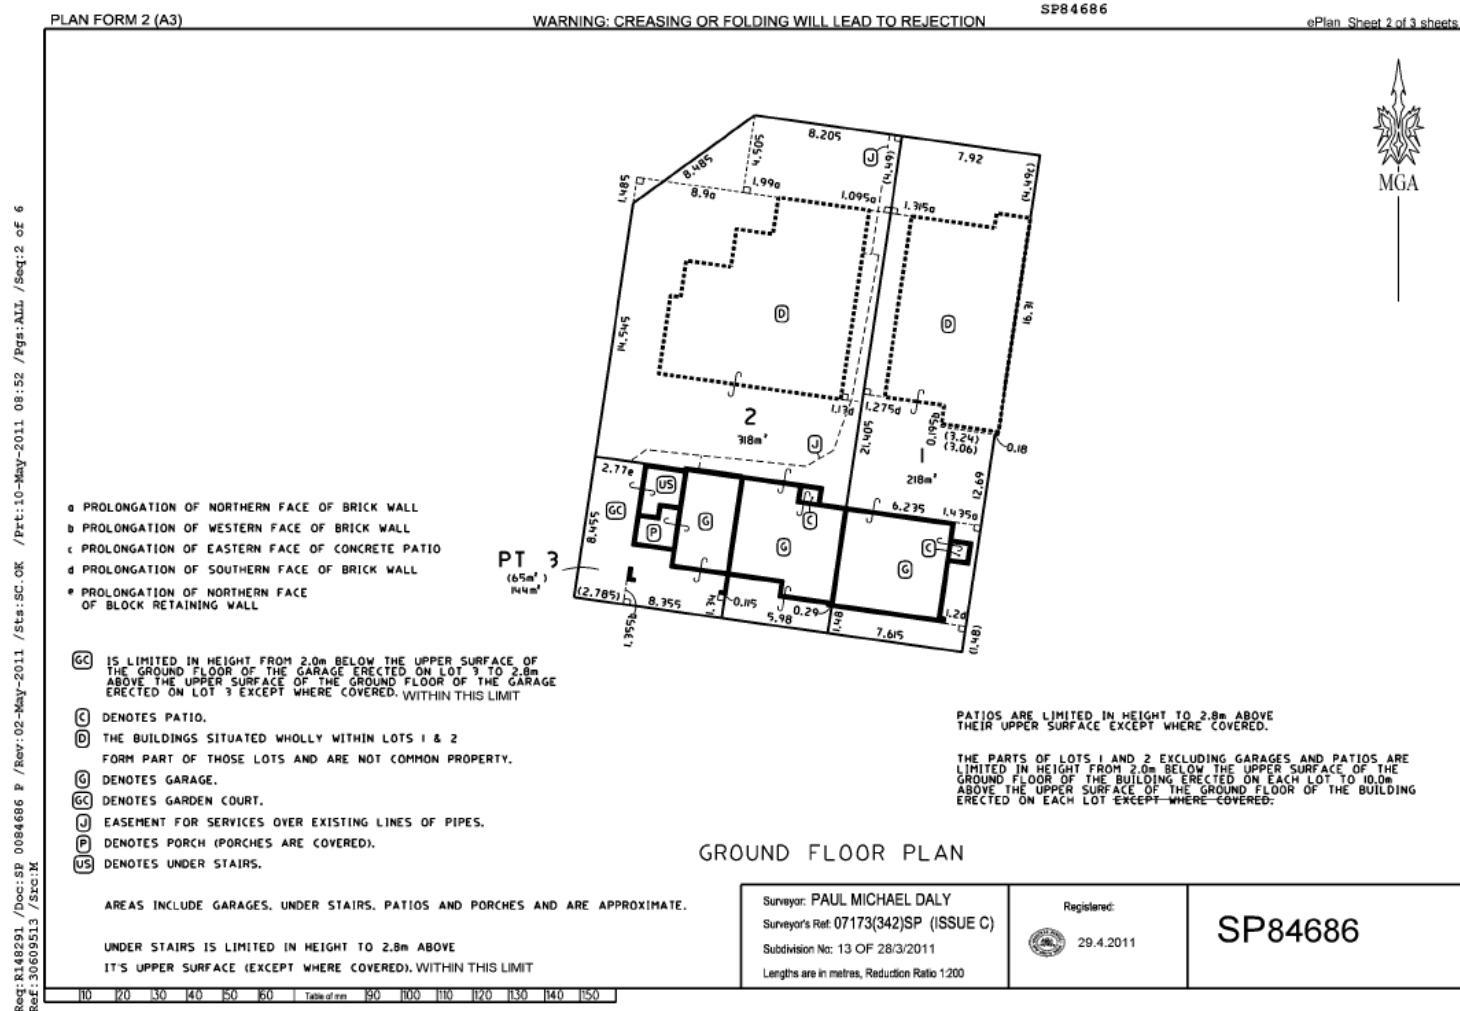 PLAN FORM 2 (A3)
WARNING: CREASING OR FOLDING WILL LEAD TO REJECTION
SP84686
ePlan Sheet 2 of 3 sheets
MGA
8.205
7.92
4.505
J
(4.49)
(4.49c)
8.485
1.485
8.9a
1.99a
1.095a
1.315a
D
D
14.545
16.31
2
318m²
1.13d
1.275d
J
21.405
0.195b
(3.24)
(3.06)
0.18
1
218m²
12.69
2.77e
US
GC
G
P
C
G
6.235
1.435a
C
G
8.455
PT 3
(65m²)
144m²
(2.785)
8.355
1.355b
1.34
0.115
5.98
0.29
1.48
7.615
1.2d
(1.48)
a PROLONGATION OF NORTHERN FACE OF BRICK WALL
b PROLONGATION OF WESTERN FACE OF BRICK WALL
c PROLONGATION OF EASTERN FACE OF CONCRETE PATIO
d PROLONGATION OF SOUTHERN FACE OF BRICK WALL
e PROLONGATION OF NORTHERN FACE
OF BLOCK RETAINING WALL
GC IS LIMITED IN HEIGHT FROM 2.0m BELOW THE UPPER SURFACE OF
THE GROUND FLOOR OF THE GARAGE ERECTED ON LOT 3 TO 2.8m
ABOVE THE UPPER SURFACE OF THE GROUND FLOOR OF THE GARAGE
ERECTED ON LOT 3 EXCEPT WHERE COVERED. WITHIN THIS LIMIT
C DENOTES PATIO.
D THE BUILDINGS SITUATED WHOLLY WITHIN LOTS 1 & 2
FORM PART OF THOSE LOTS AND ARE NOT COMMON PROPERTY.
G DENOTES GARAGE.
GC DENOTES GARDEN COURT.
J EASEMENT FOR SERVICES OVER EXISTING LINES OF PIPES.
P DENOTES PORCH (PORCHES ARE COVERED).
US DENOTES UNDER STAIRS.
AREAS INCLUDE GARAGES, UNDER STAIRS, PATIOS AND PORCHES AND ARE APPROXIMATE.
UNDER STAIRS IS LIMITED IN HEIGHT TO 2.8m ABOVE
IT'S UPPER SURFACE (EXCEPT WHERE COVERED). WITHIN THIS LIMIT
PATIOS ARE LIMITED IN HEIGHT TO 2.8m ABOVE
THEIR UPPER SURFACE EXCEPT WHERE COVERED.
THE PARTS OF LOTS 1 AND 2 EXCLUDING GARAGES AND PATIOS ARE
LIMITED IN HEIGHT FROM 2.0m BELOW THE UPPER SURFACE OF THE
GROUND FLOOR OF THE BUILDING ERECTED ON EACH LOT TO 10.0m
ABOVE THE UPPER SURFACE OF THE GROUND FLOOR OF THE BUILDING
ERECTED ON EACH LOT EXCEPT WHERE COVERED.
GROUND FLOOR PLAN
Surveyor: PAUL MICHAEL DALY
Surveyor's Ref: 07173(342)SP (ISSUE C)
Subdivision No: 13 OF 28/3/2011
Lengths are in metres, Reduction Ratio 1:200
Registered:
29.4.2011
SP84686
10 20 30 40 50 60 Table of mm 90 100 110 120 130 140 150
Req:R148291 /Doc:SP 0084686 P /Rev:02-May-2011 /Sts:SC.OK /Prt:10-May-2011 08:52 /Pgs:ALL /Seq:2 of 6
Ref:30609513 /Src:M